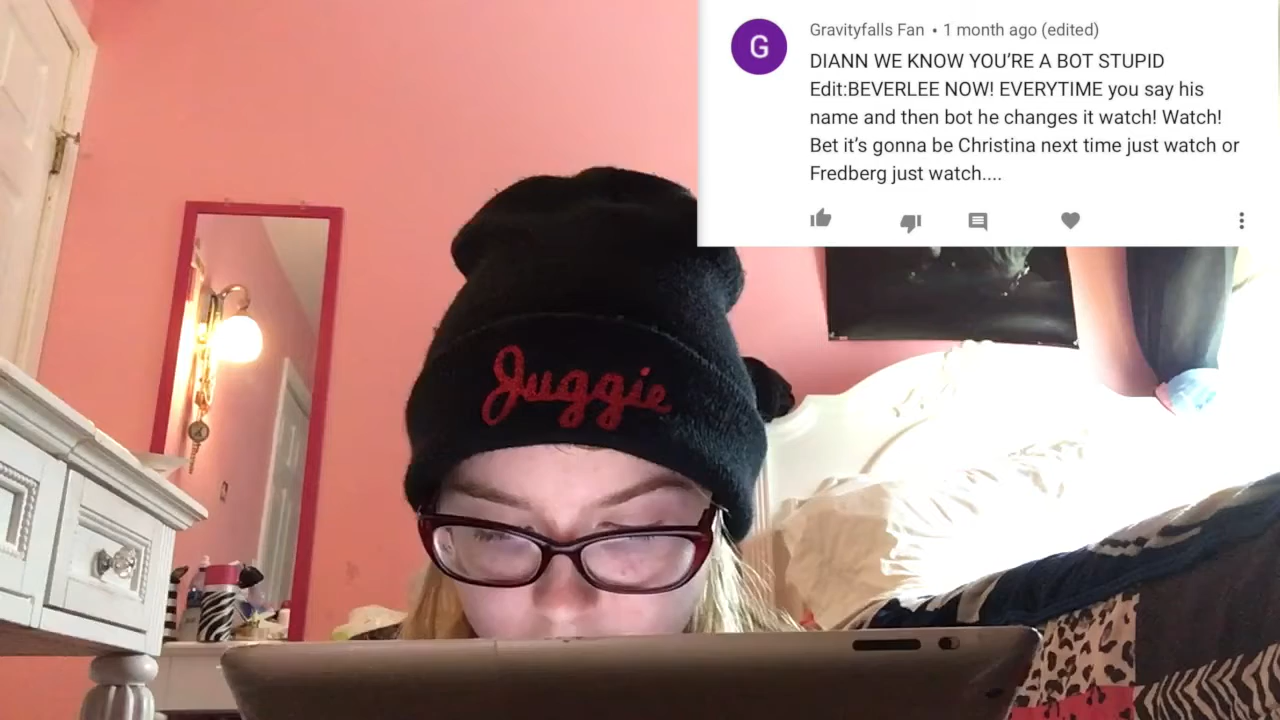 Gravityfalls Fan • 1 month ago (edited)
G
DIANN WE KNOW YOU’RE A BOT STUPID
Edit:BEVERLEE NOW! EVERYTIME you say his
name and then bot he changes it watch! Watch!
Bet it’s gonna be Christina next time just watch or
Fredberg just watch....
Juggie